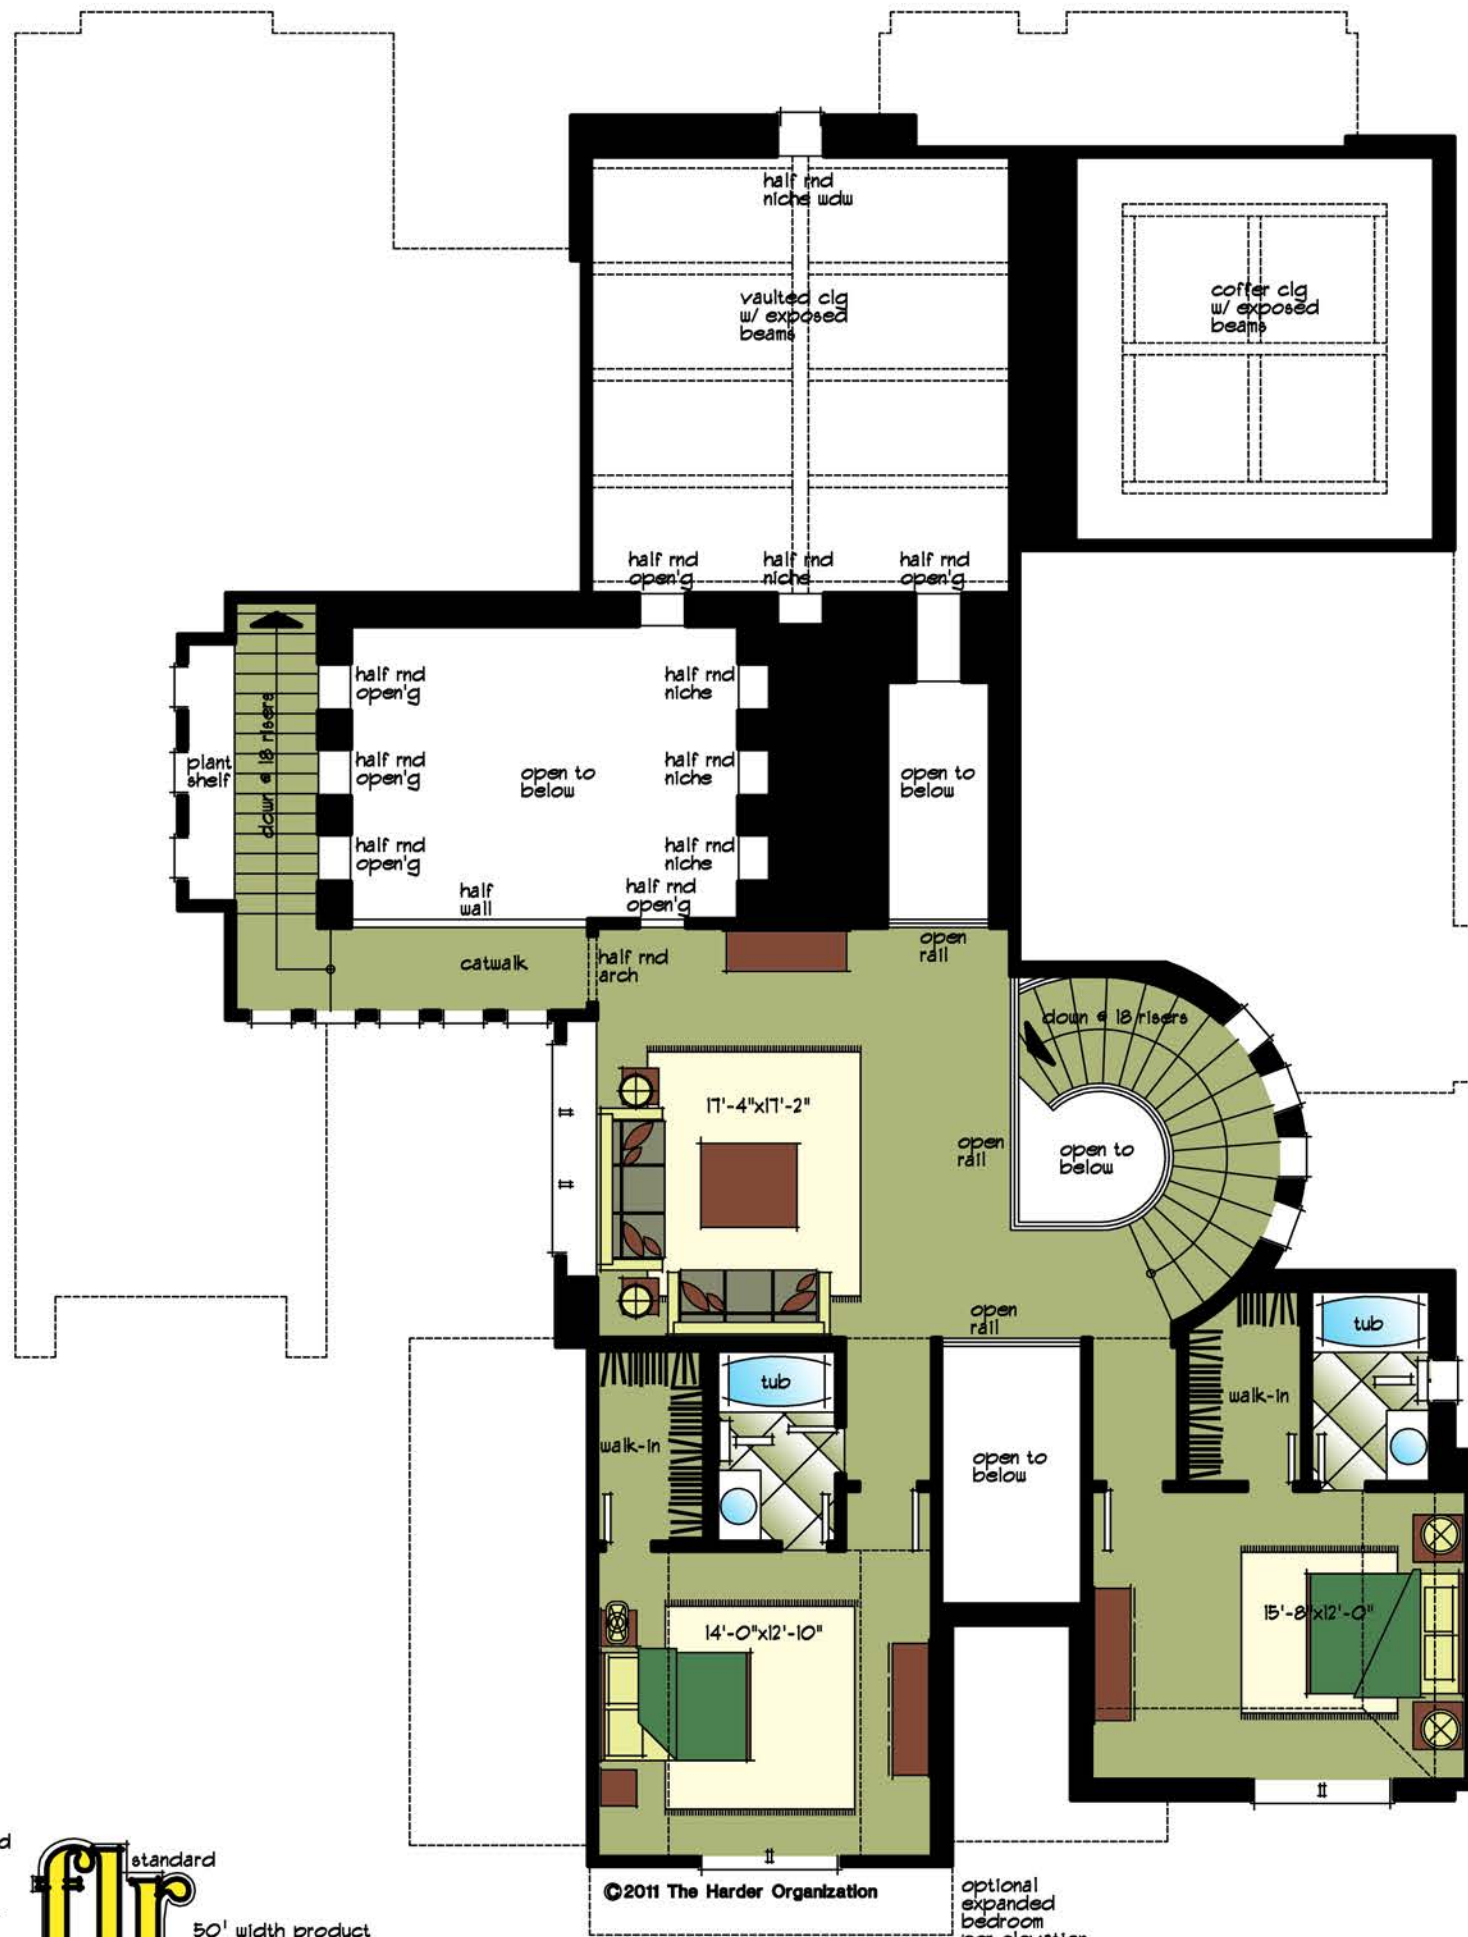 half rnd
niche wdw
vaulted clg
w/ exposed
beams
coffer clg
w/ exposed
beams
half rnd
open'g
half rnd
niche
half rnd
open'g
plant
shelf
down @ 18 risers
half rnd
open'g
half rnd
open'g
half rnd
open'g
open to
below
half rnd
niche
half rnd
niche
half rnd
niche
half
wall
half rnd
open'g
open to
below
catwalk
half rnd
arch
open
rail
down @ 18 risers
17'-4"x17'-2"
open
rail
open to
below
open
rail
tub
walk-in
tub
walk-in
open to
below
14'-0"x12'-10"
15'-8"x12'-0"
standard
50' width product
©2011 The Harder Organization
optional
expanded
bedroom
per elevation